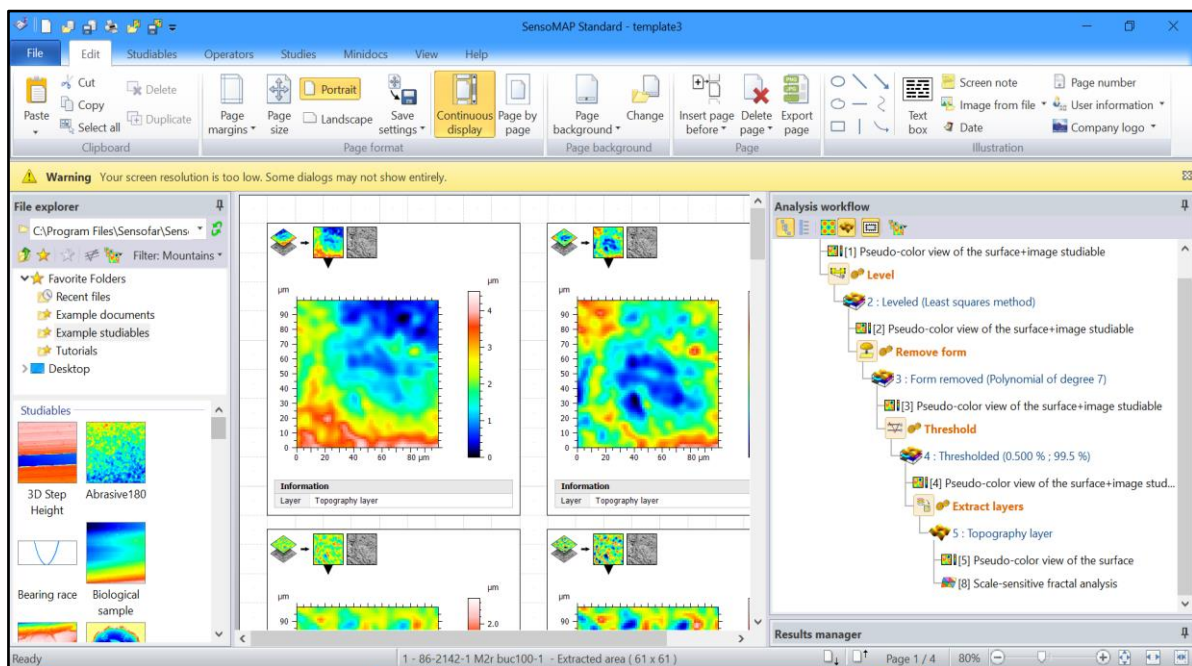 SensoMAP Standard - template3
File Edit Studiables Operators Studies Minidocs View Help
Paste
Cut
Copy
Select all
Delete
Duplicate
Clipboard
Page margins
Page size
Portrait
Landscape
Save settings
Continuous display
Page by page
Page format
Page background
Change
Page background
Insert page before
Delete page
Export page
Page
Text box
Screen note
Image from file
Date
Page number
User information
Company logo
Illustration
Warning Your screen resolution is too low. Some dialogs may not show entirely.
File explorer
C:\Program Files\Sensofar\Sens
Filter: Mountains
Favorite Folders
Recent files
Example documents
Example studiables
Tutorials
Desktop
Studiables
3D Step Height
Abrasive180
Bearing race
Biological sample
µm
µm
90
80
70
60
50
40
30
20
10
0
0 20 40 60 80 µm
4
3
2
1
0
Information
Layer Topography layer
µm
90
80
70
60
50
40
30
20
10
0
0 20 40 60 80 µm
Information
Layer Topography layer
µm
µm
90
2.0
µm
90
Analysis workflow
[1] Pseudo-color view of the surface+image studiable
Level
2 : Leveled (Least squares method)
[2] Pseudo-color view of the surface+image studiable
Remove form
3 : Form removed (Polynomial of degree 7)
[3] Pseudo-color view of the surface+image studiable
Threshold
4 : Thresholded (0.500 % ; 99.5 %)
[4] Pseudo-color view of the surface+image stud...
Extract layers
5 : Topography layer
[5] Pseudo-color view of the surface
[8] Scale-sensitive fractal analysis
Results manager
Ready
1 - 86-2142-1 M2r buc100-1 - Extracted area ( 61 x 61 )
Page 1 / 4
80%